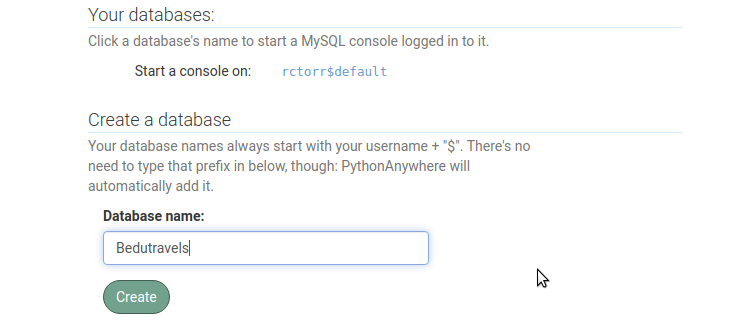 Your databases:
Click a database's name to start a MySQL console logged in to it.
Start a console on: rctorr$default
Create a database
Your database names always start with your username + "$". There's no
need to type that prefix in below, though: PythonAnywhere will
automatically add it.
Database name:
Bedutravels
Create